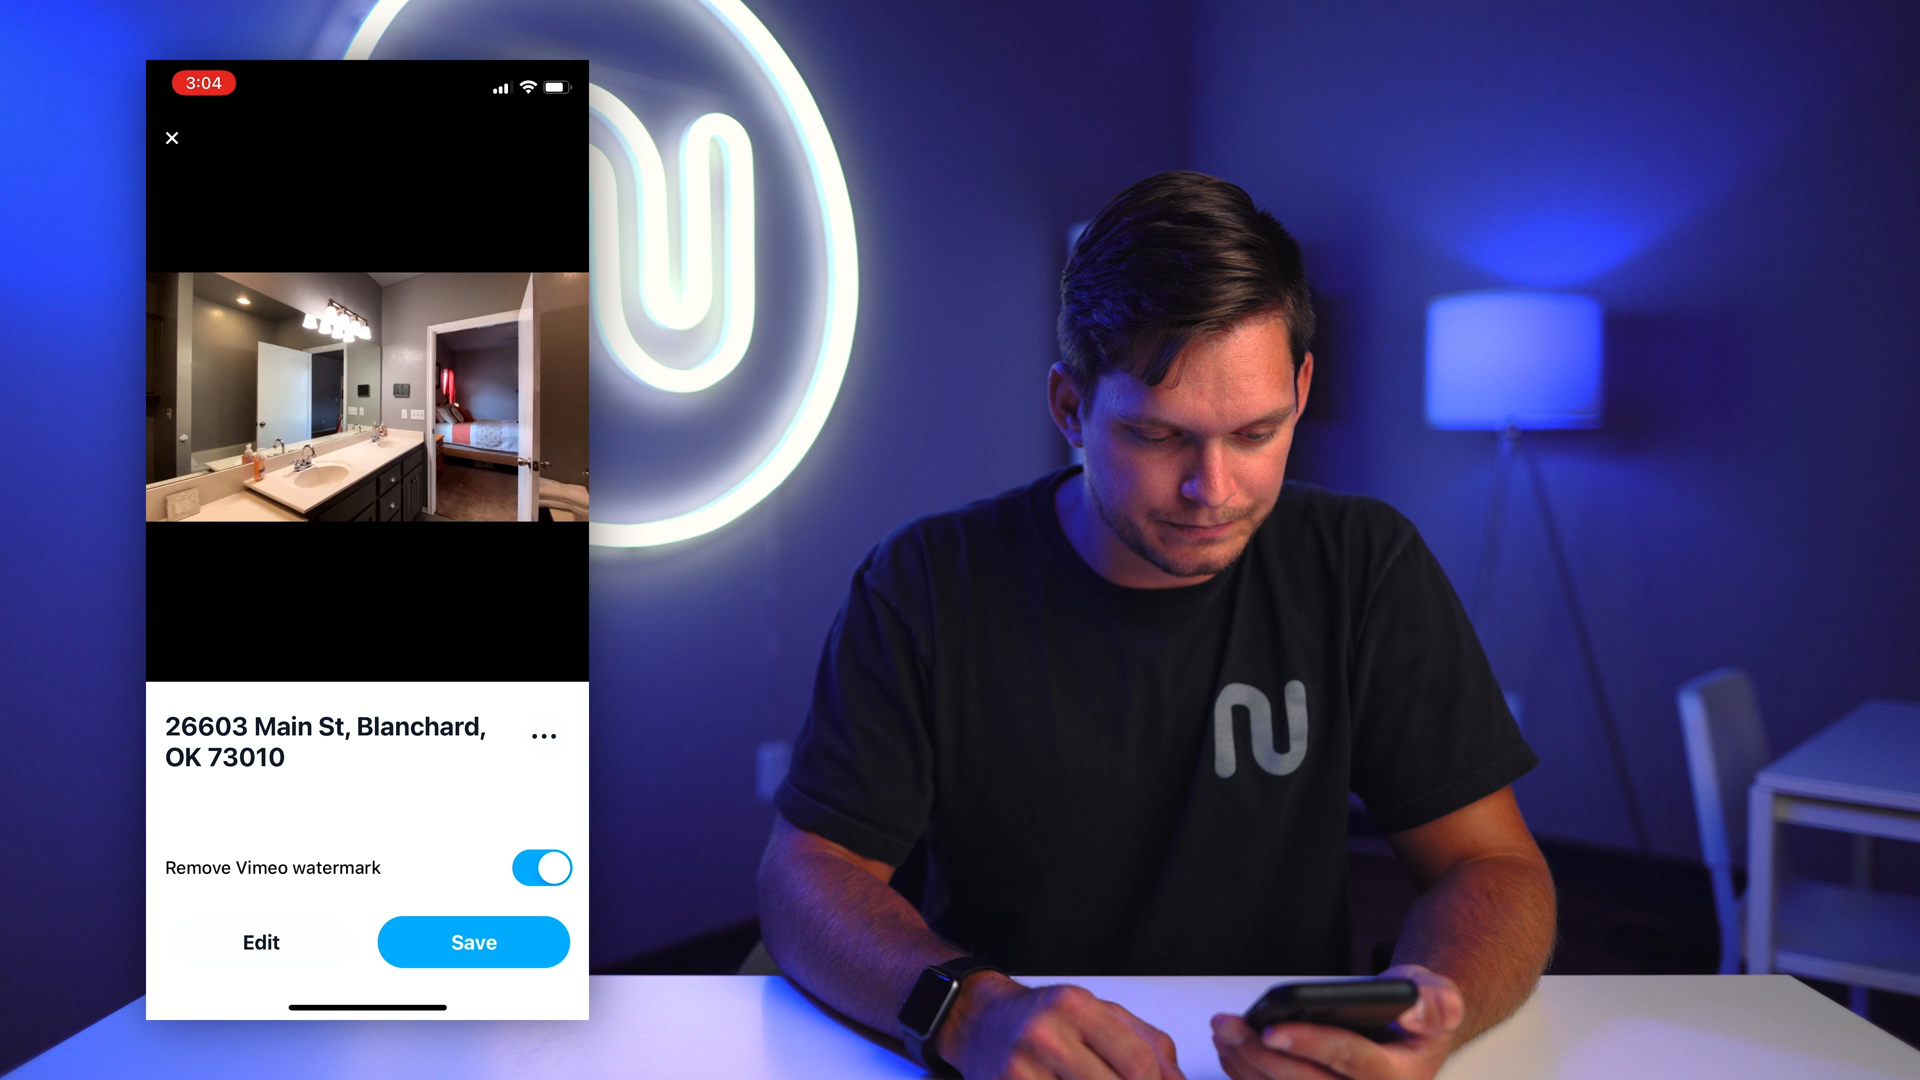 3:04
26603 Main St, Blanchard,
OK 73010
...
Remove Vimeo watermark
Edit
Save